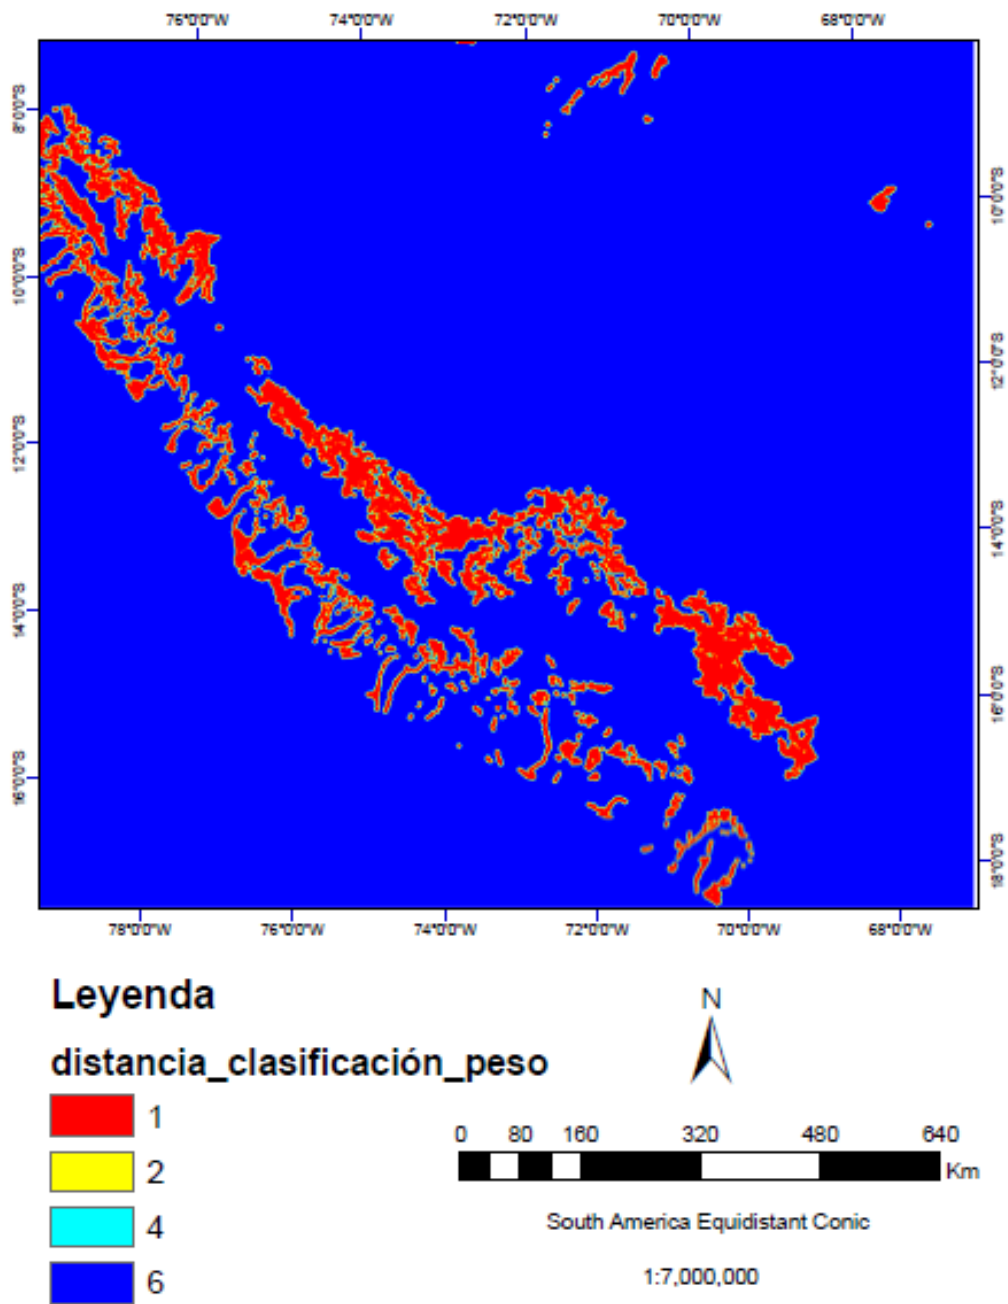 76°0'0"W 74°0'0"W 72°0'0"W 70°0'0"W 68°0'0"W
8°0'0"S
10°0'0"S
12°0'0"S
14°0'0"S
16°0'0"S
10°0'0"S
12°0'0"S
14°0'0"S
16°0'0"S
18°0'0"S
78°0'0"W 76°0'0"W 74°0'0"W 72°0'0"W 70°0'0"W 68°0'0"W
Leyenda
N
distancia_clasificación_peso
1
2
4
6
0 80 160 320 480 640
Km
South America Equidistant Conic
1:7,000,000